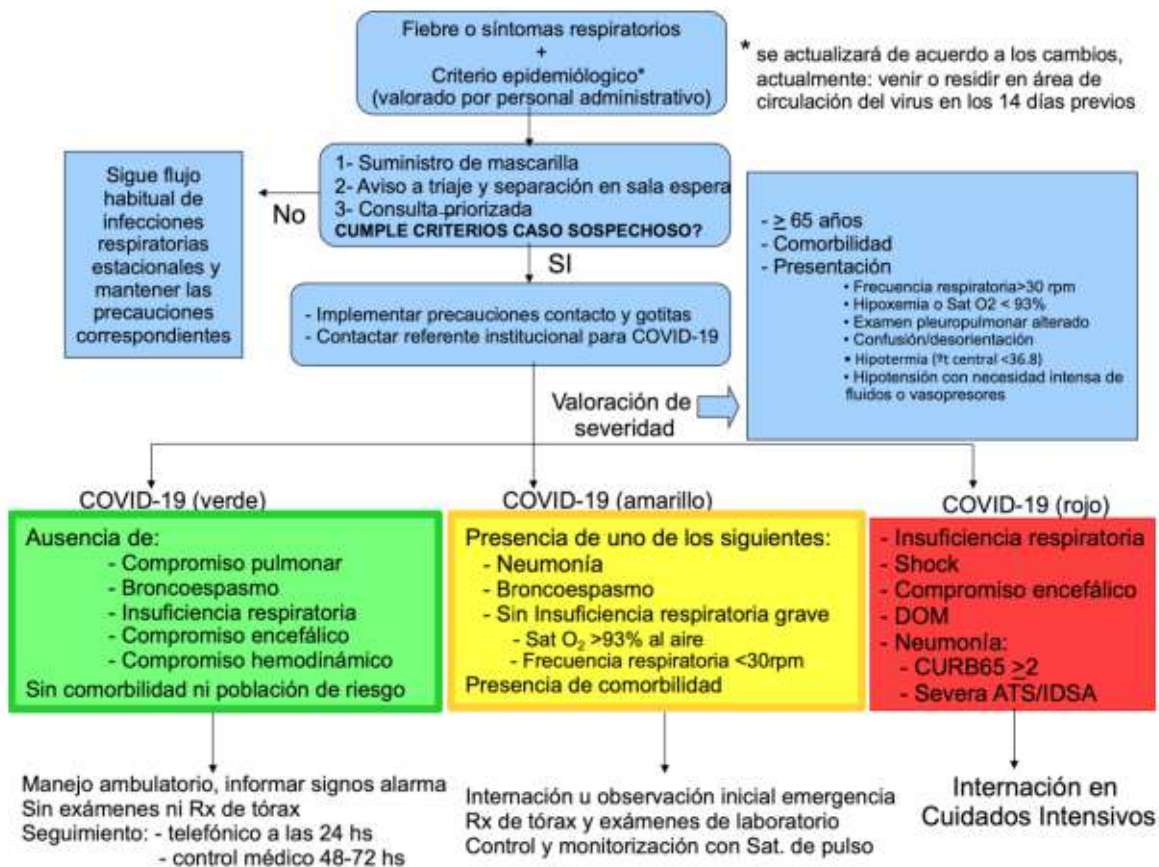 Fiebre o síntomas respiratorios
+
Criterio epidémiologico*
(valorado por personal administrativo)
* se actualizará de acuerdo a los cambios,
actualmente: venir o residir en área de
circulación del virus en los 14 días previos
1- Suministro de mascarilla
2- Aviso a triaje y separación en sala espera
3- Consulta priorizada
CUMPLE CRITERIOS CASO SOSPECHOSO?
No
Sigue flujo
habitual de
infecciones
respiratorias
estacionales y
mantener las
precauciones
correspondientes
SI
- Implementar precauciones contacto y gotitas
- Contactar referente institucional para COVID-19
Valoración de
severidad
- ≥ 65 años
- Comorbilidad
- Presentación
• Frecuencia respiratoria>30 rpm
• Hipoxemia o Sat O2 < 93%
• Examen pleuropulmonar alterado
• Confusión/desorientación
• Hipotermia (ºt central <36.8)
• Hipotensión con necesidad intensa de
fluidos o vasopresores
COVID-19 (verde)
Ausencia de:
- Compromiso pulmonar
- Broncoespasmo
- Insuficiencia respiratoria
- Compromiso encefálico
- Compromiso hemodinámico
Sin comorbilidad ni población de riesgo
Manejo ambulatorio, informar signos alarma
Sin exámenes ni Rx de tórax
Seguimiento: - telefónico a las 24 hs
- control médico 48-72 hs
COVID-19 (amarillo)
Presencia de uno de los siguientes:
- Neumonía
- Broncoespasmo
- Sin Insuficiencia respiratoria grave
- Sat O₂ >93% al aire
- Frecuencia respiratoria <30rpm
Presencia de comorbilidad
Internación u observación inicial emergencia
Rx de tórax y exámenes de laboratorio
Control y monitorización con Sat. de pulso
COVID-19 (rojo)
- Insuficiencia respiratoria
- Shock
- Compromiso encefálico
- DOM
- Neumonía:
- CURB65 ≥2
- Severa ATS/IDSA
Internación en
Cuidados Intensivos